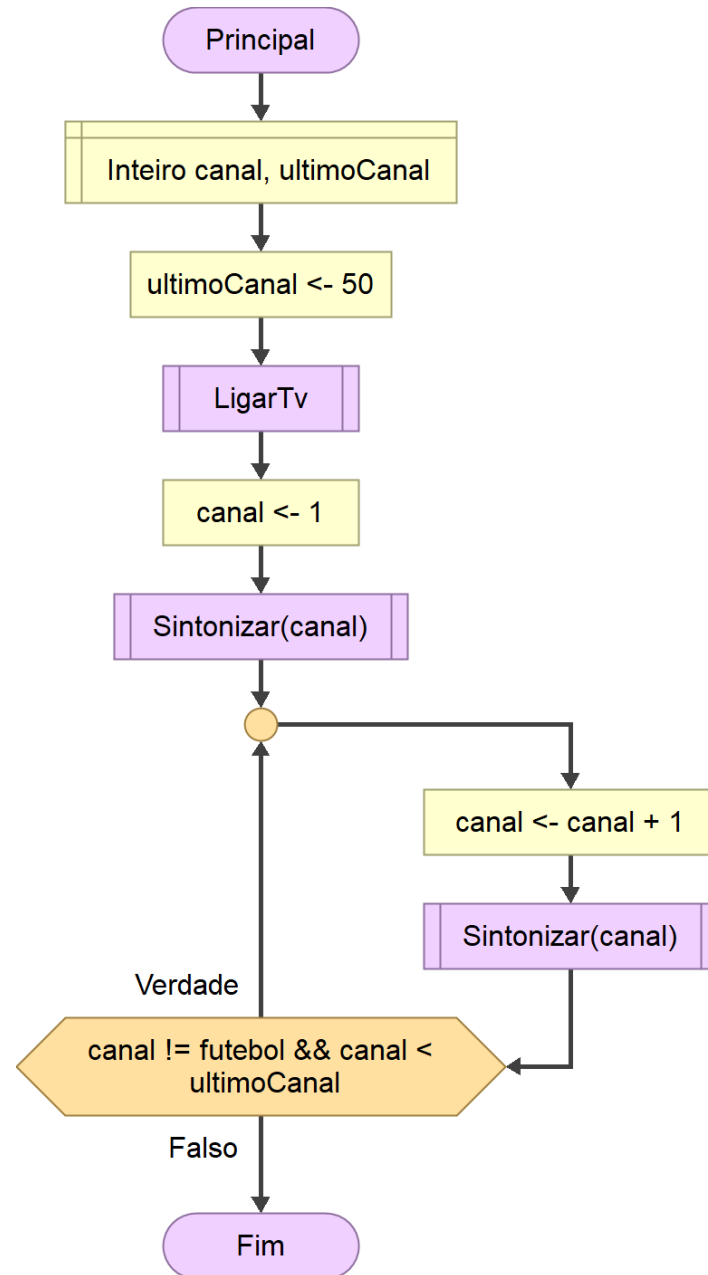 Principal
Inteiro canal, ultimoCanal
ultimoCanal <- 50
LigarTv
canal <- 1
Sintonizar(canal)
canal <- canal + 1
Sintonizar(canal)
Verdade
canal != futebol && canal <
ultimoCanal
Falso
Fim